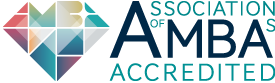 ASSOCIATION
OF AMBAs
ACCREDITED